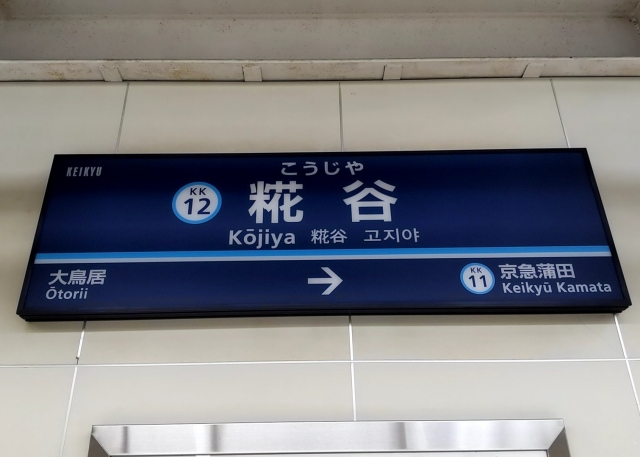 KEIKYU
こうじや
KK
12
糀谷
Kōjiya 糀谷 고지야
大鳥居
Ōtorii
→
KK
11
京急蒲田
Keikyū Kamata